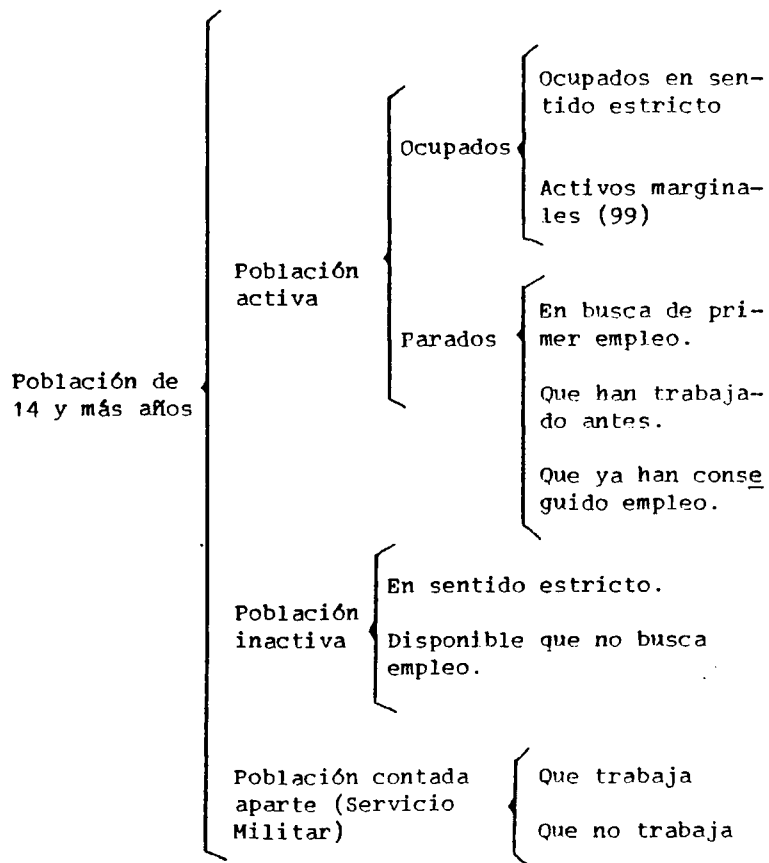 Población de
14 y más años
Población
activa
Ocupados
Ocupados en sen-
tido estricto
Activos margina-
les (99)
Parados
En busca de pri-
mer empleo.
Que han trabaja-
do antes.
Que ya han conse
guido empleo.
Población
inactiva
En sentido estricto.
Disponible que no busca
empleo.
Población contada
aparte (Servicio
Militar)
Que trabaja
Que no trabaja